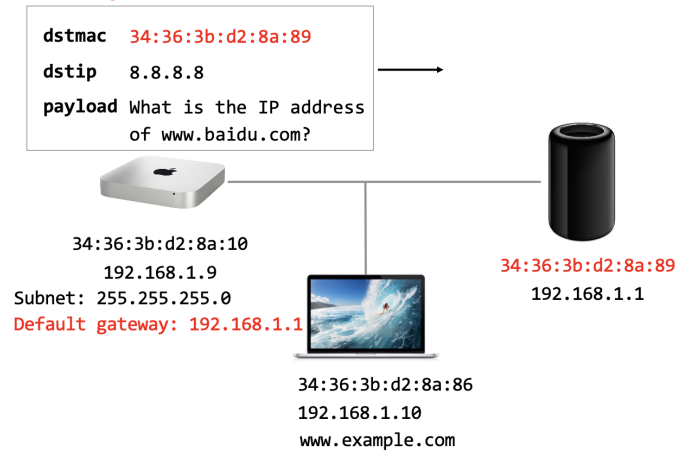 dstmac 34:36:3b:d2:8a:89
dstip 8.8.8.8
payload What is the IP address
of www.baidu.com?
34:36:3b:d2:8a:10
192.168.1.9
Subnet: 255.255.255.0
Default gateway: 192.168.1.1
34:36:3b:d2:8a:89
192.168.1.1
34:36:3b:d2:8a:86
192.168.1.10
www.example.com